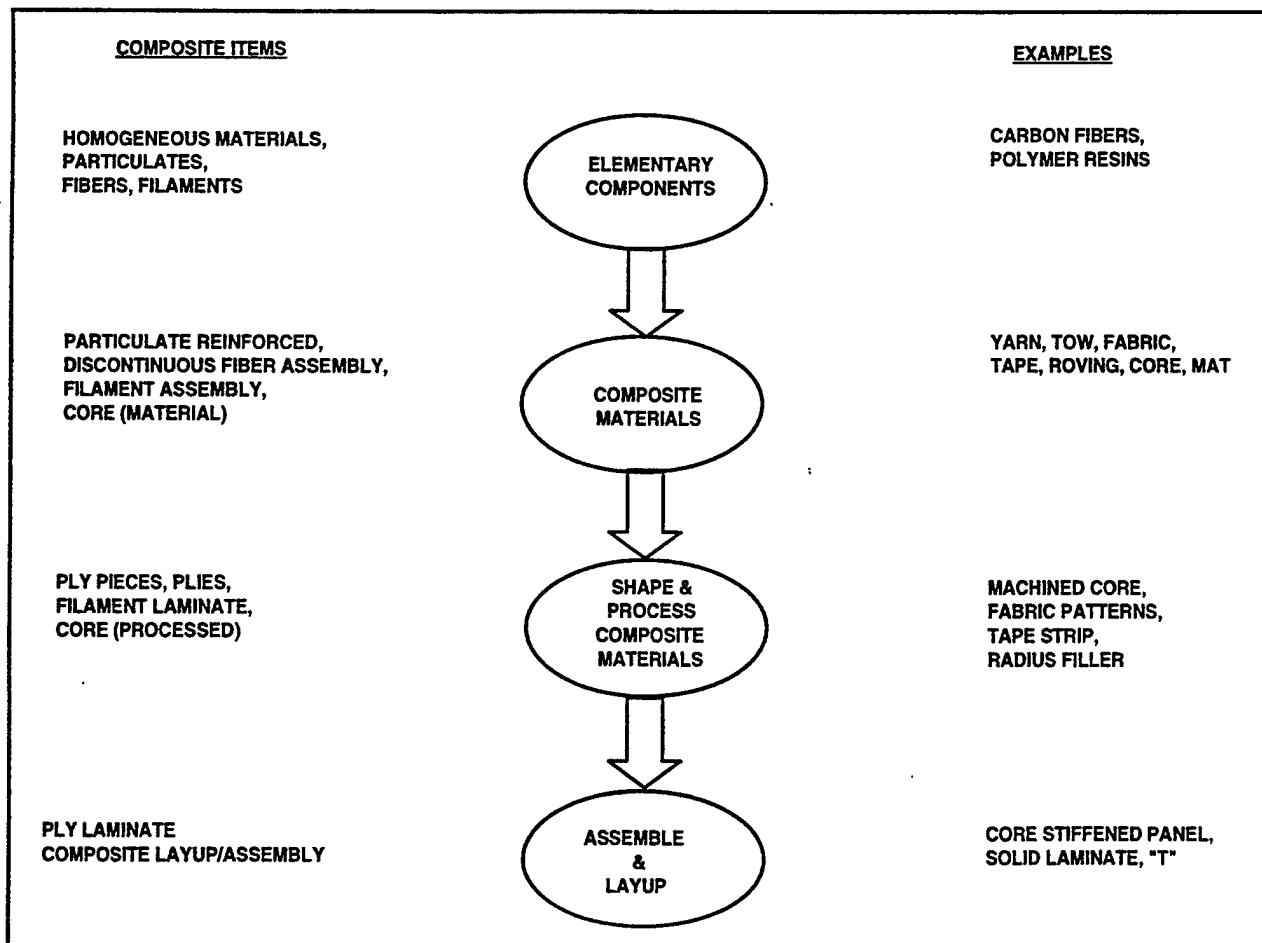 COMPOSITE ITEMS
EXAMPLES
HOMOGENEOUS MATERIALS,
PARTICULATES,
FIBERS, FILAMENTS
ELEMENTARY
COMPONENTS
CARBON FIBERS,
POLYMER RESINS
PARTICULATE REINFORCED,
DISCONTINUOUS FIBER ASSEMBLY,
FILAMENT ASSEMBLY,
CORE (MATERIAL)
COMPOSITE
MATERIALS
YARN, TOW, FABRIC,
TAPE, ROVING, CORE, MAT
PLY PIECES, PLIES,
FILAMENT LAMINATE,
CORE (PROCESSED)
SHAPE &
PROCESS
COMPOSITE
MATERIALS
MACHINED CORE,
FABRIC PATTERNS,
TAPE STRIP,
RADIUS FILLER
PLY LAMINATE
COMPOSITE LAYUP/ASSEMBLY
ASSEMBLE
&
LAYUP
CORE STIFFENED PANEL,
SOLID LAMINATE, "T"